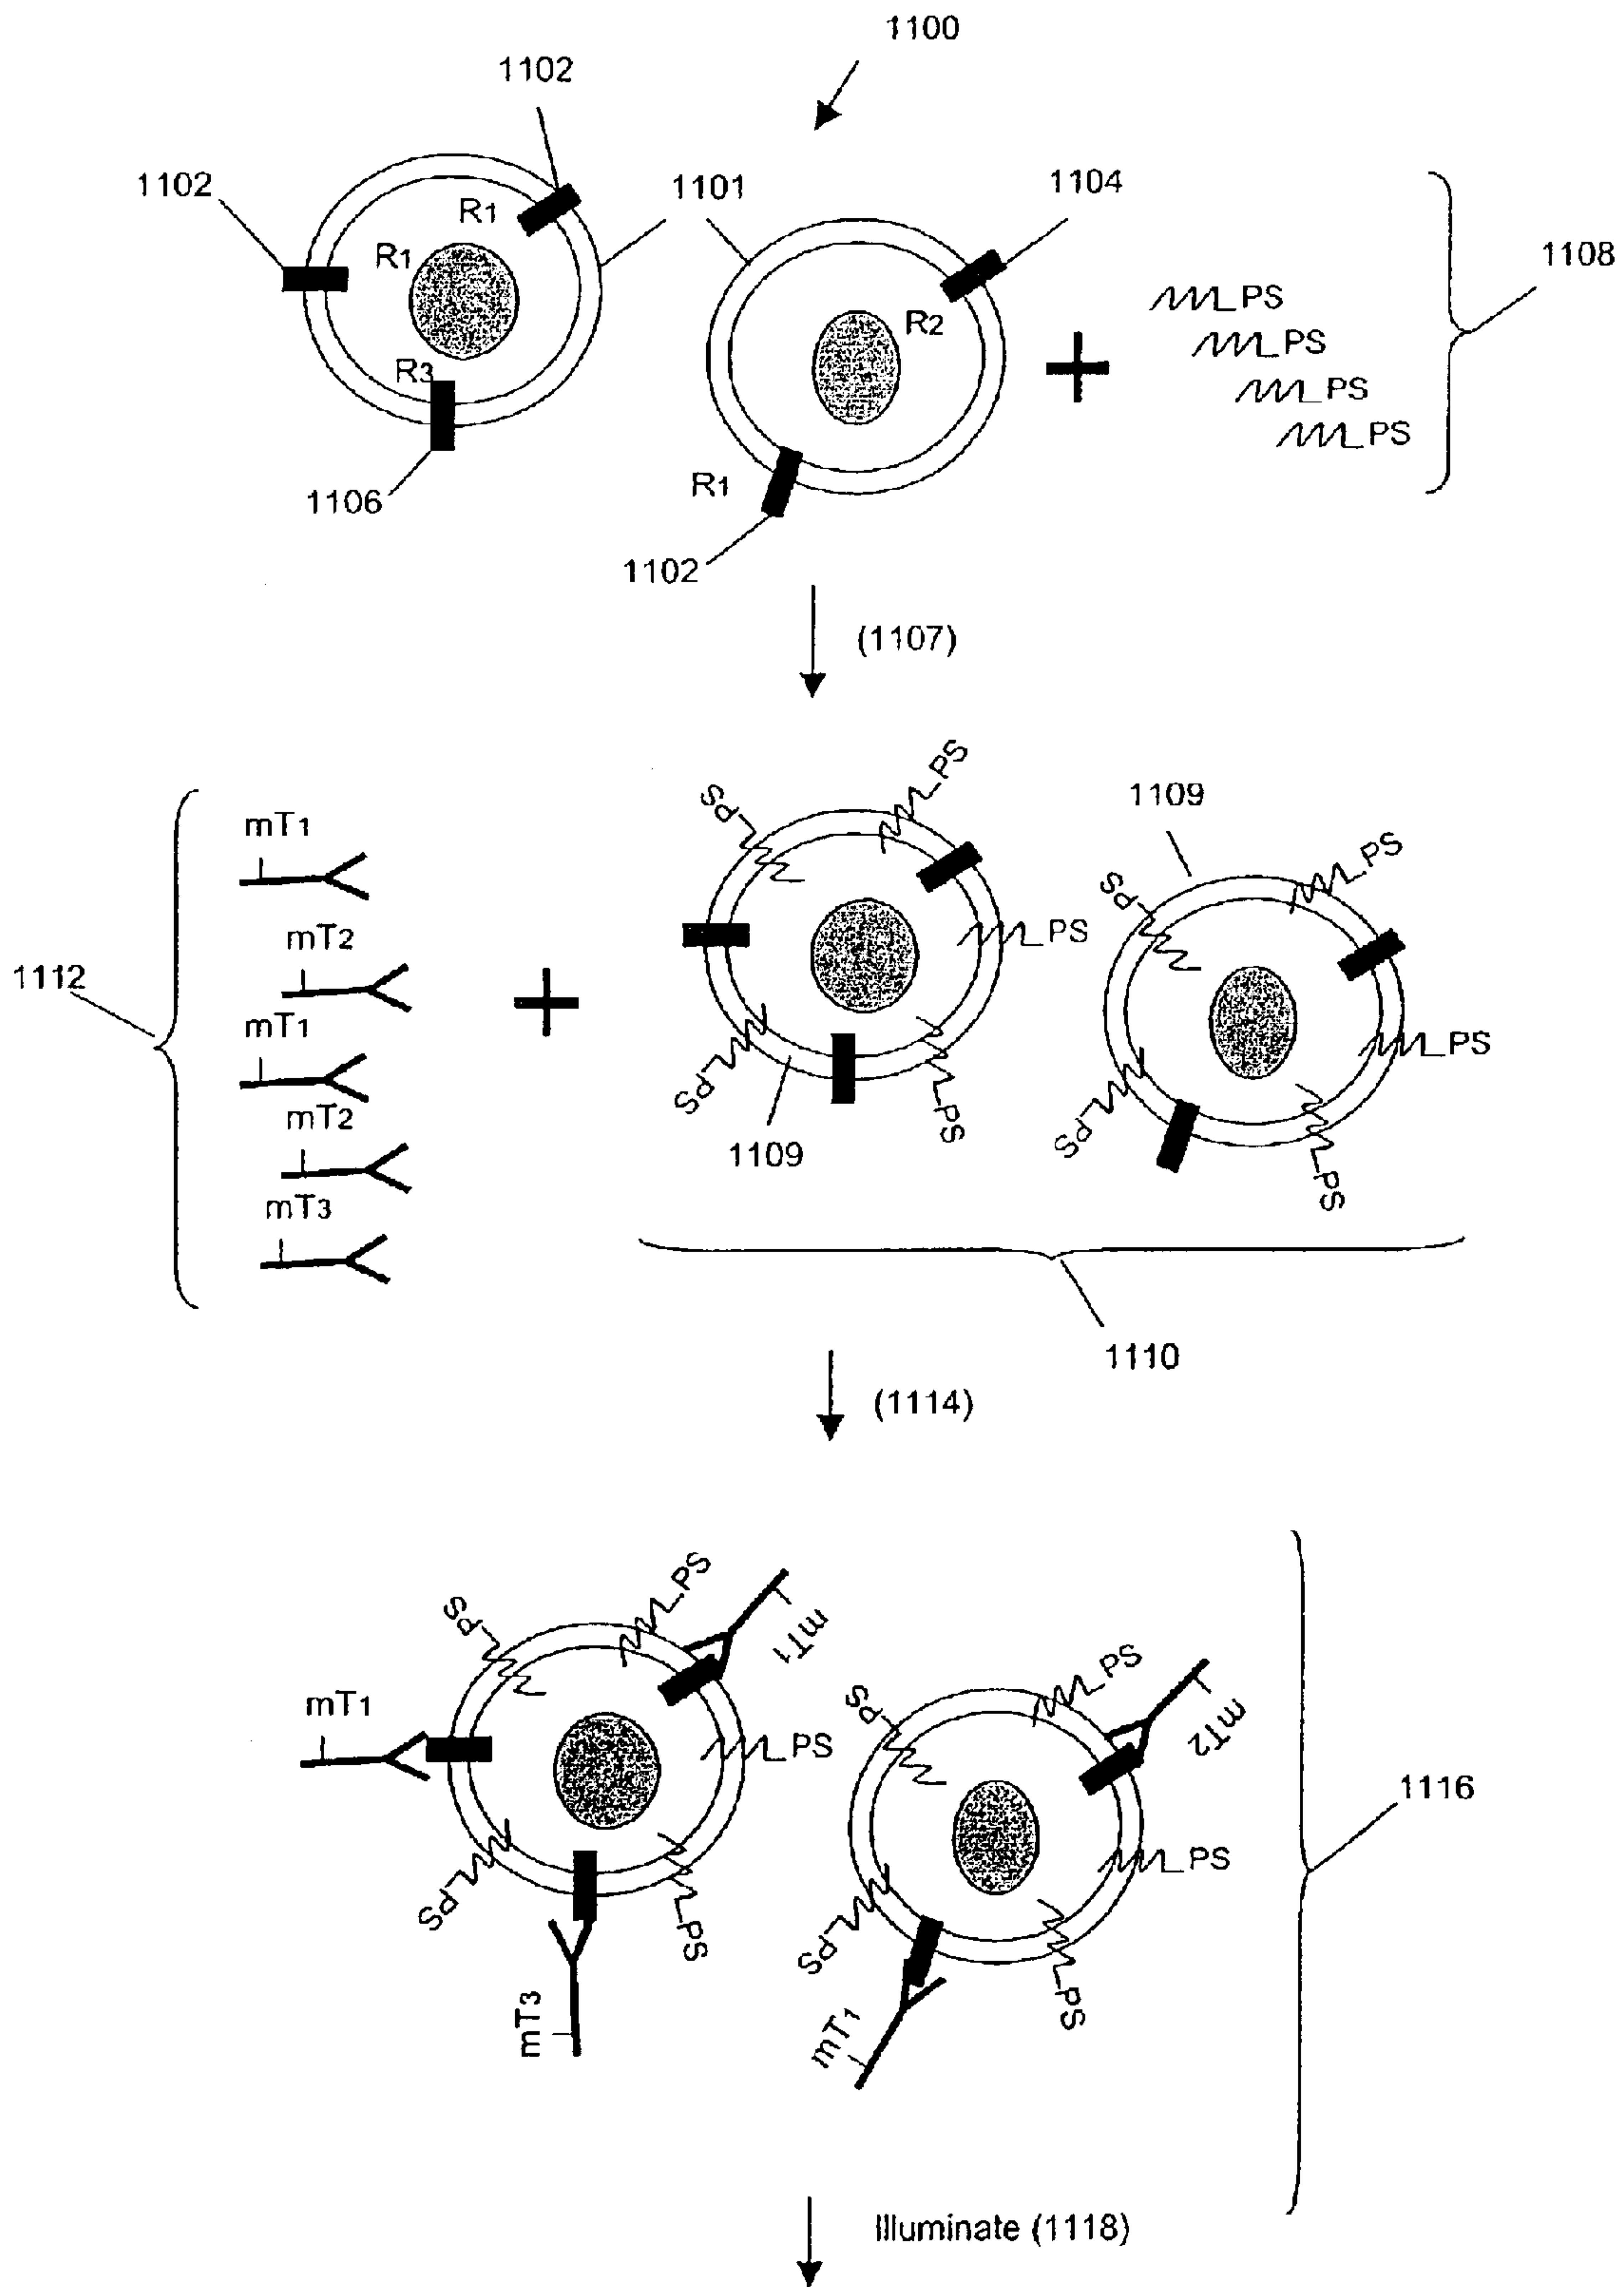 1100
1102
1102
1101
1104
R1
R1
R3
R2
R1
1106
1102
PS
PS
PS
PS
1108
(1107)
mT1
mT2
mT1
mT2
mT3
1112
PS
PS
PS
PS
PS
1109
1109
PS
PS
PS
PS
PS
1110
(1114)
PS
PS
mT1
mT1
PS
PS
PS
mT3
PS
PS
mT2
PS
PS
PS
mT1
1116
Illuminate (1118)